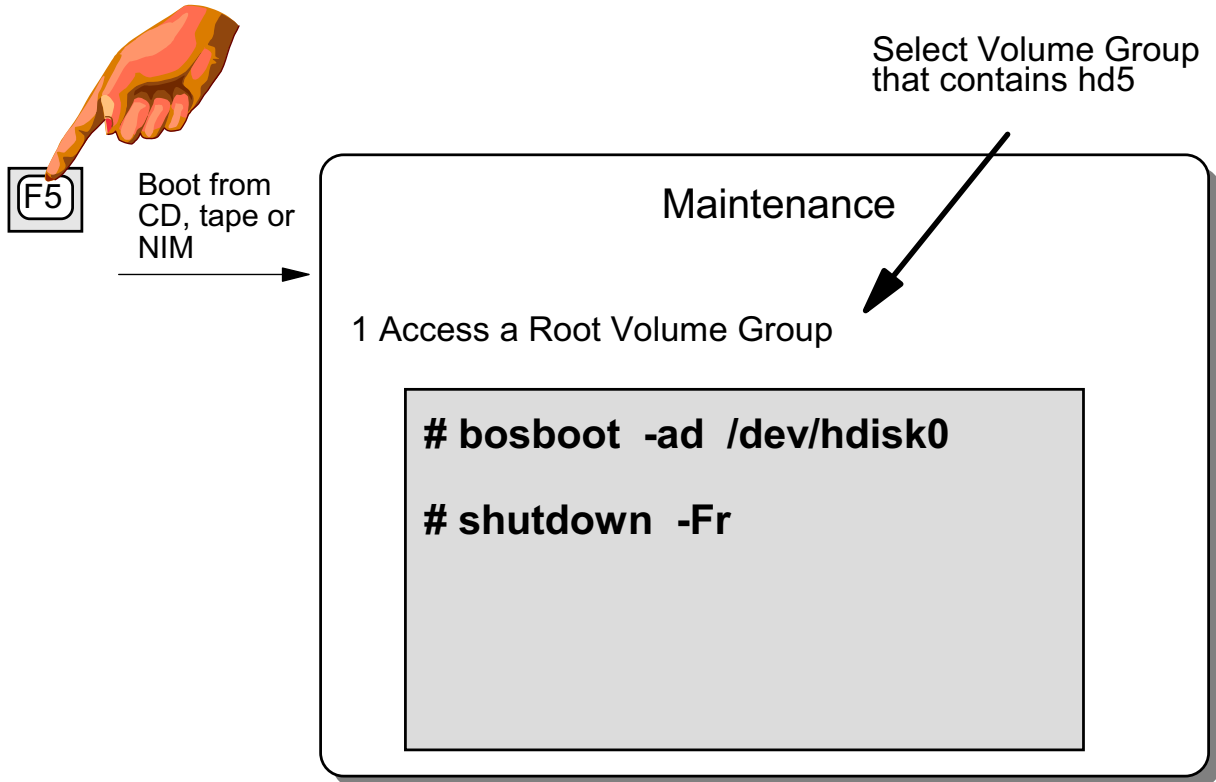 F5
Boot from
CD, tape or
NIM
Select Volume Group
that contains hd5
Maintenance
1 Access a Root Volume Group
# bosboot -ad /dev/hdisk0
# shutdown -Fr